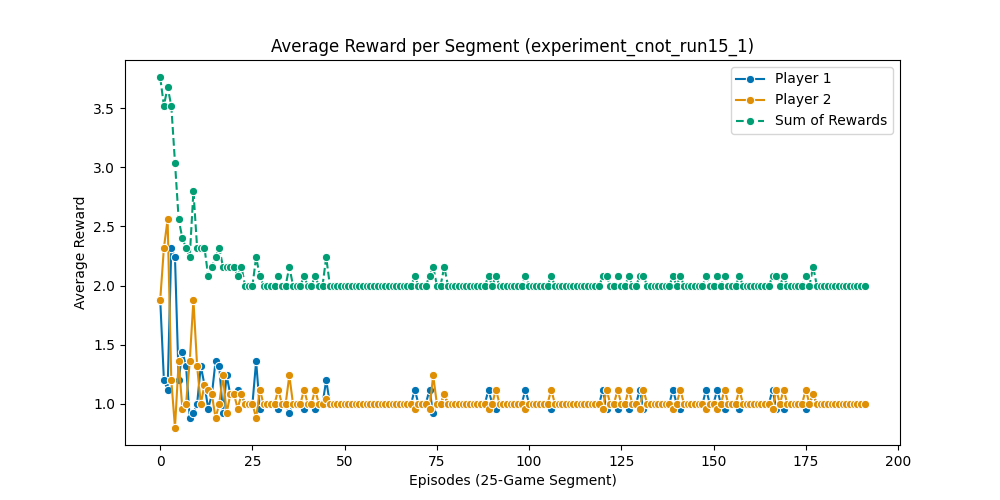 Average Reward per Segment (experiment_cnot_run15_1)
Player 1
Player 2
Sum of Rewards
Average Reward
3.5
3.0
2.5
2.0
1.5
1.0
0 25 50 75 100 125 150 175 200
Episodes (25-Game Segment)